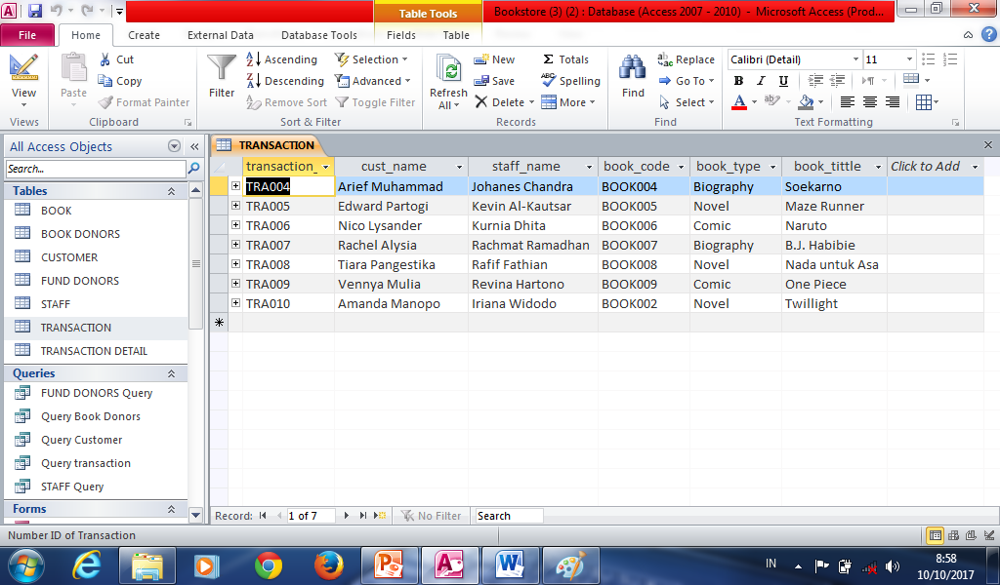 Table Tools
Bookstore (3) (2) : Database (Access 2007 - 2010) - Microsoft Access (Prod...
File Home Create External Data Database Tools Fields Table
View Paste Cut Copy Format Painter
Filter Ascending Descending Remove Sort Selection Advanced Toggle Filter
Refresh All New Save Delete Totals Spelling More
Find Replace Go To Select
Calibri (Detail) 11
B I U
Views Clipboard Sort & Filter Records Find Text Formatting
All Access Objects
Search...
Tables
BOOK
BOOK DONORS
CUSTOMER
FUND DONORS
STAFF
TRANSACTION
TRANSACTION DETAIL
Queries
FUND DONORS Query
Query Book Donors
Query Customer
Query transaction
STAFF Query
Forms
TRANSACTION
transaction_ cust_name staff_name book_code book_type book_tittle Click to Add
TRA004 Arief Muhammad Johanes Chandra BOOK004 Biography Soekarno
TRA005 Edward Partogi Kevin Al-Kautsar BOOK005 Novel Maze Runner
TRA006 Nico Lysander Kurnia Dhita BOOK006 Comic Naruto
TRA007 Rachel Alysia Rachmat Ramadhan BOOK007 Biography B.J. Habibie
TRA008 Tiara Pangestika Rafif Fathian BOOK008 Novel Nada untuk Asa
TRA009 Vennya Mulia Revina Hartono BOOK009 Comic One Piece
TRA010 Amanda Manopo Iriana Widodo BOOK002 Novel Twillight
Record: 1 of 7 No Filter Search
Number ID of Transaction
IN 8:58
10/10/2017